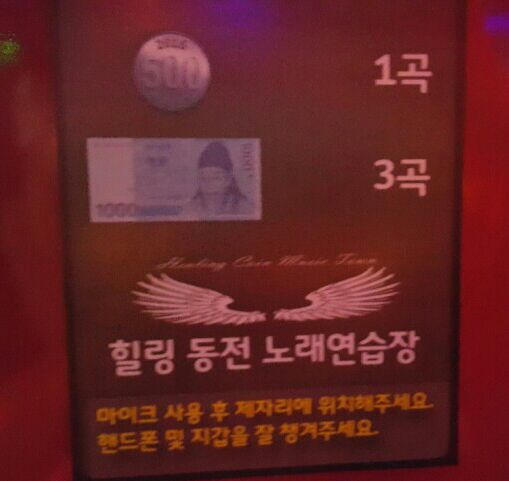 500
1곡
1000
3곡
Healing Coin Music Town
힐링 동전 노래연습장
마이크 사용 후 제자리에 위치해주세요.
핸드폰 및 지갑을 잘 챙겨주세요.